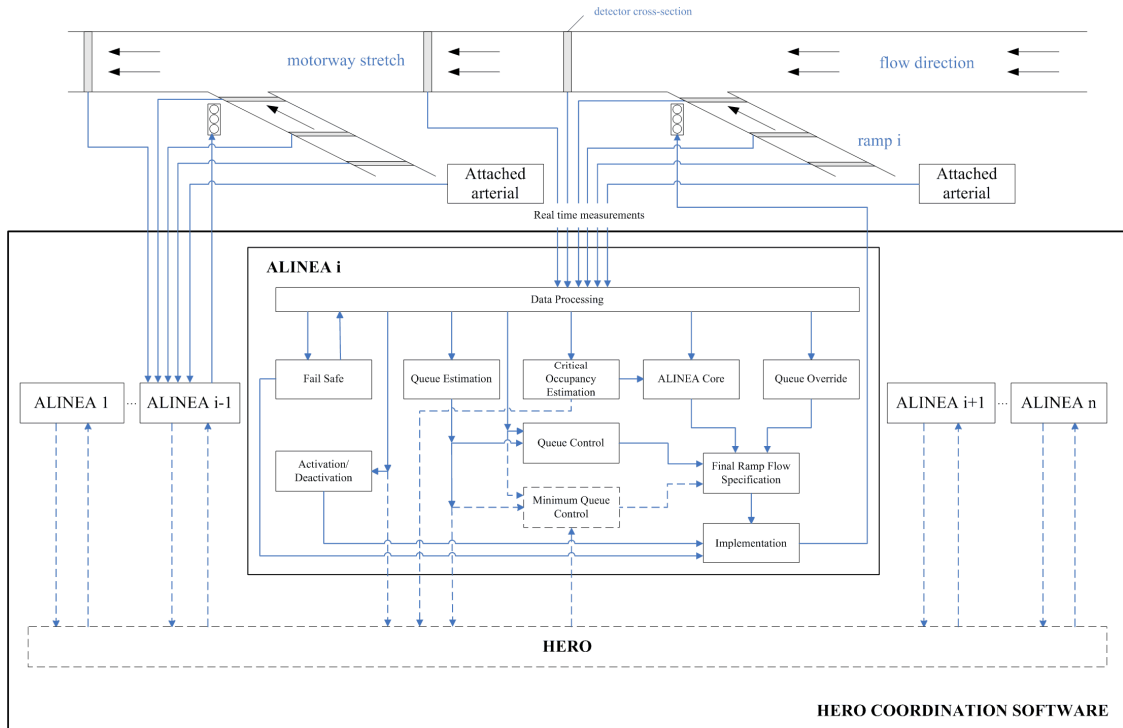 detector cross-section
motorway stretch
flow direction
ramp i
Attached
arterial
Attached
arterial
Real time measurements
ALINEA i
Data Processing
Fail Safe
Queue Estimation
Critical
Occupancy
Estimation
ALINEA Core
Queue Override
ALINEA 1
...
ALINEA i-1
ALINEA i+1
...
ALINEA n
Queue Control
Activation/
Deactivation
Final Ramp Flow
Specification
Minimum Queue
Control
Implementation
HERO
HERO COORDINATION SOFTWARE